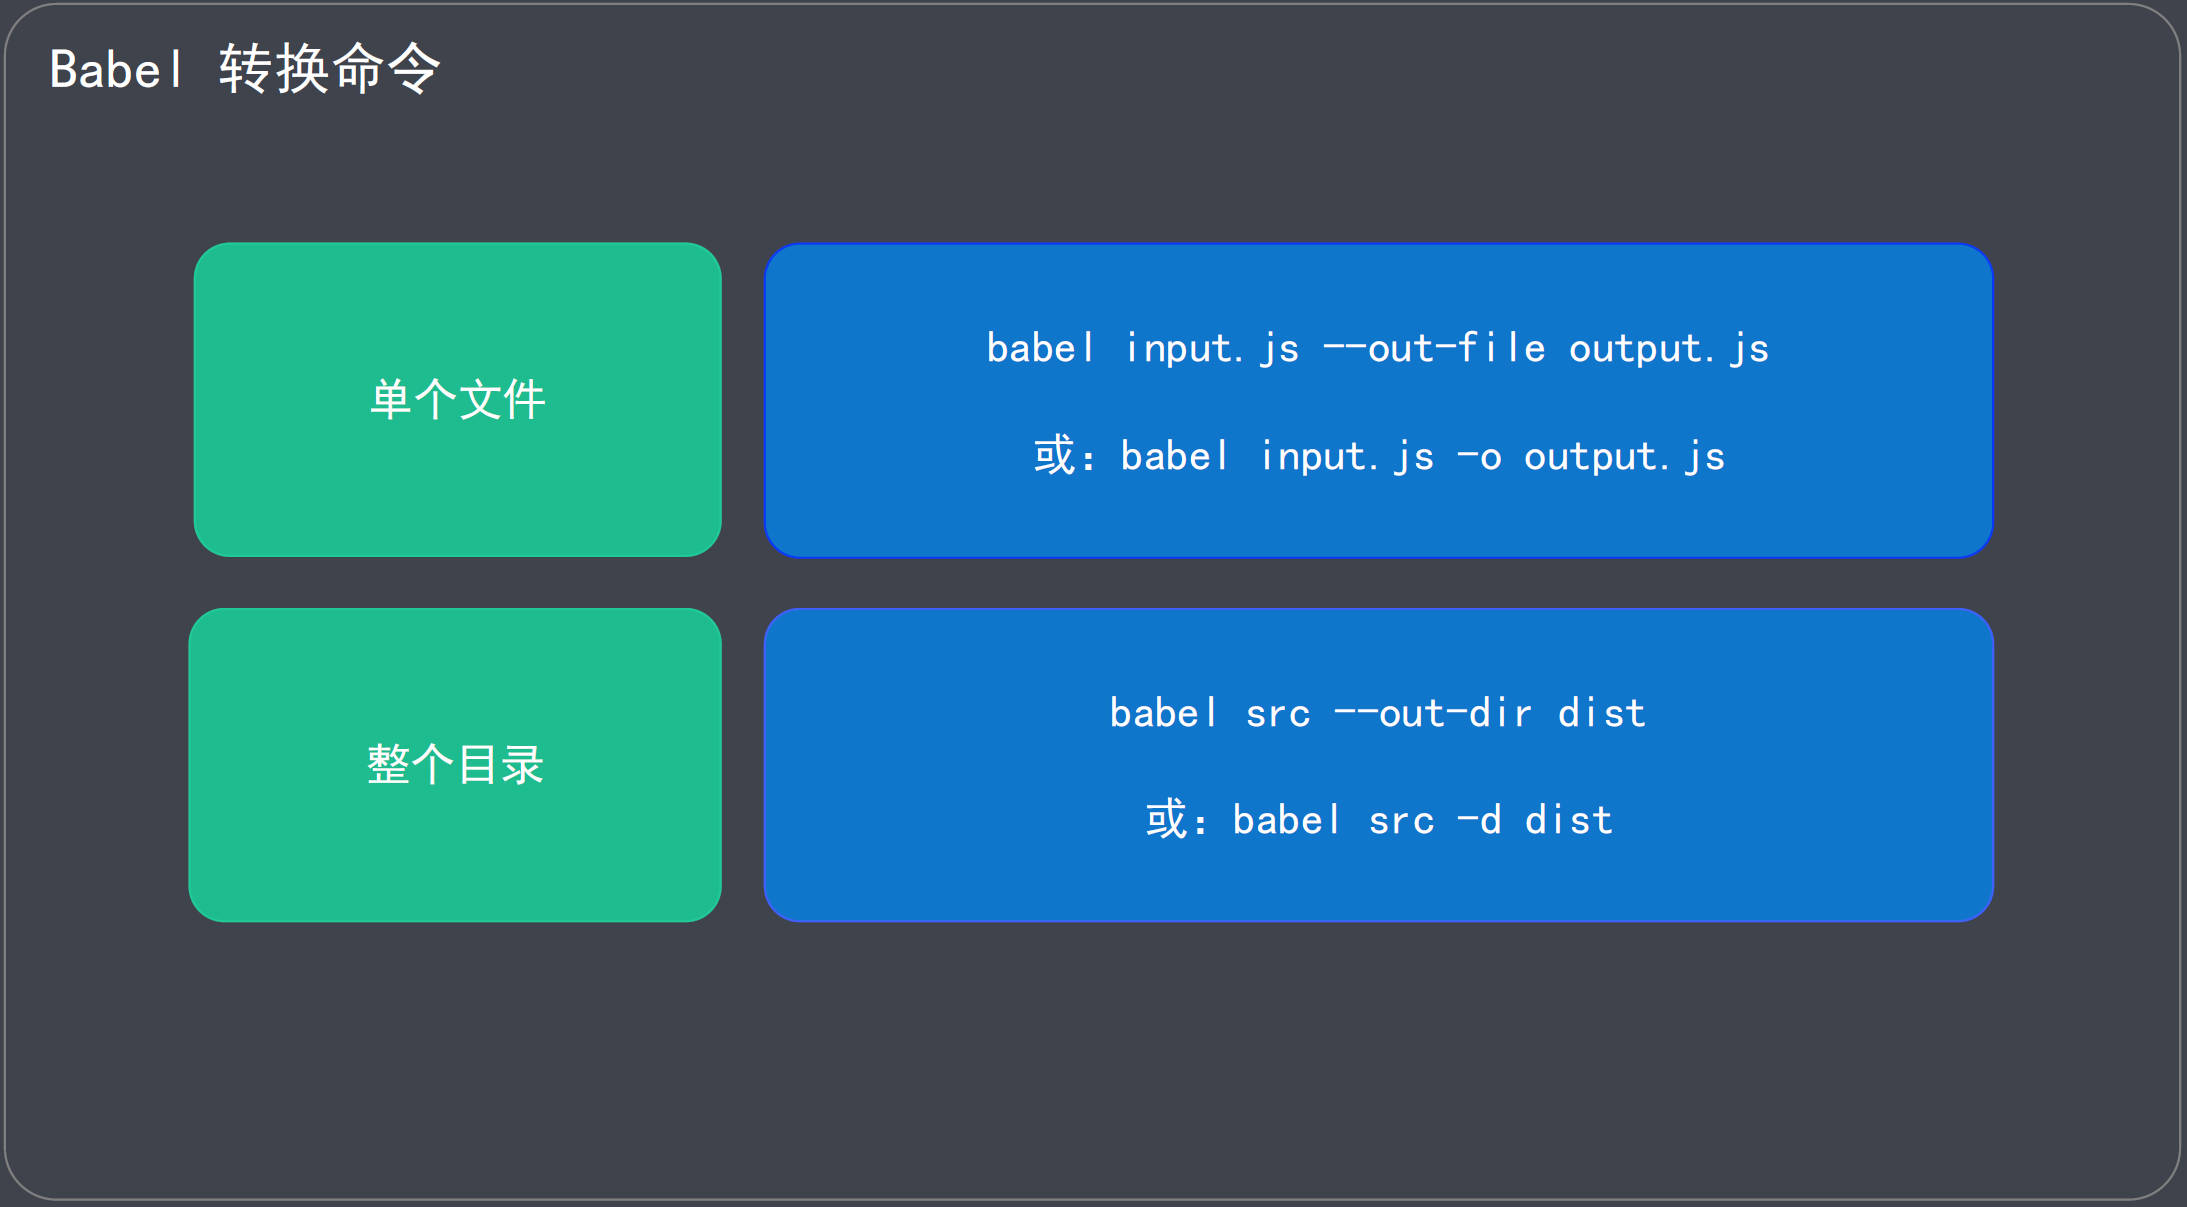 Babel 转换命令
单个文件
babel input.js --out-file output.js
或：babel input.js -o output.js
整个目录
babel src --out-dir dist
或：babel src -d dist